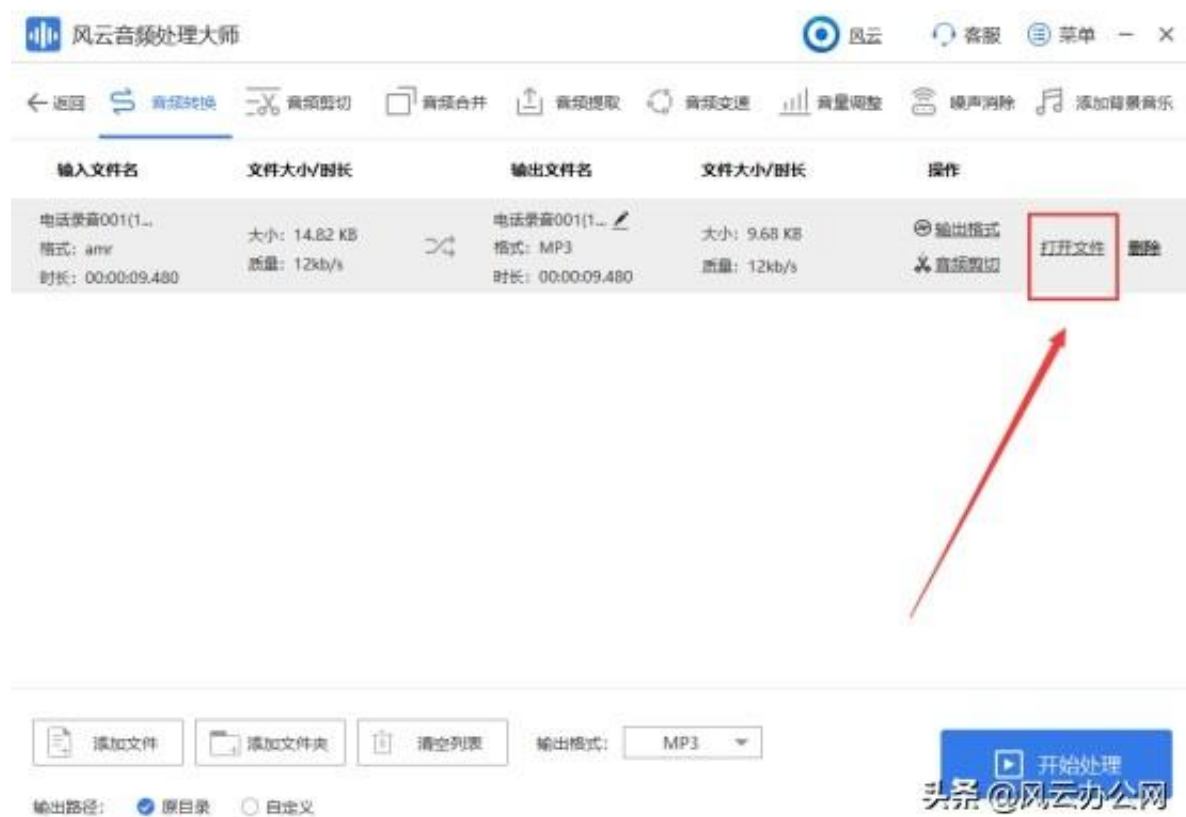 风云音频处理大师 风云 客服 菜单
返回 音频转换 音频剪切 音频合并 音频提取 音频变速 音量调整 噪声消除 添加背景音乐
输入文件名 文件大小/时长 输出文件名 文件大小/时长 操作
电话录音001(1...
格式：amr
时长：00:00:09.480
大小：14.82 KB
质量：12kb/s
电话录音001(1...
格式：MP3
时长：00:00:09.480
大小：9.68 KB
质量：12kb/s
输出格式
音频剪切
打开文件 删除
添加文件 添加文件夹 清空列表 输出格式： MP3
开始处理
输出路径： 原目录 自定义
头条 @风云办公网